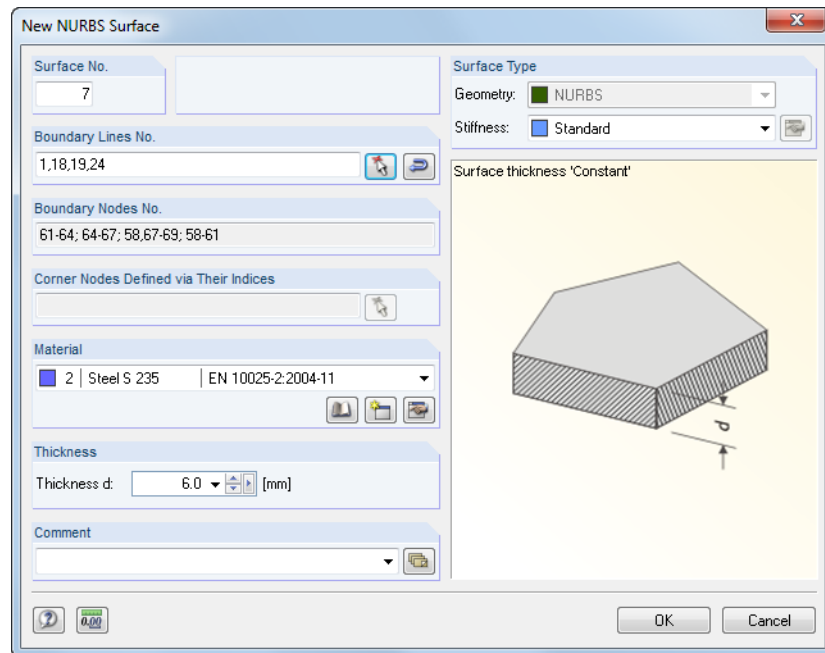 New NURBS Surface
Surface No.
7
Boundary Lines No.
1,18,19,24
Boundary Nodes No.
61-64; 64-67; 58,67-69; 58-61
Corner Nodes Defined via Their Indices
Material
2 | Steel S 235 | EN 10025-2:2004-11
Thickness
Thickness d: 6.0 [mm]
Comment
Surface Type
Geometry: NURBS
Stiffness: Standard
Surface thickness 'Constant'
d
0.00
OK Cancel